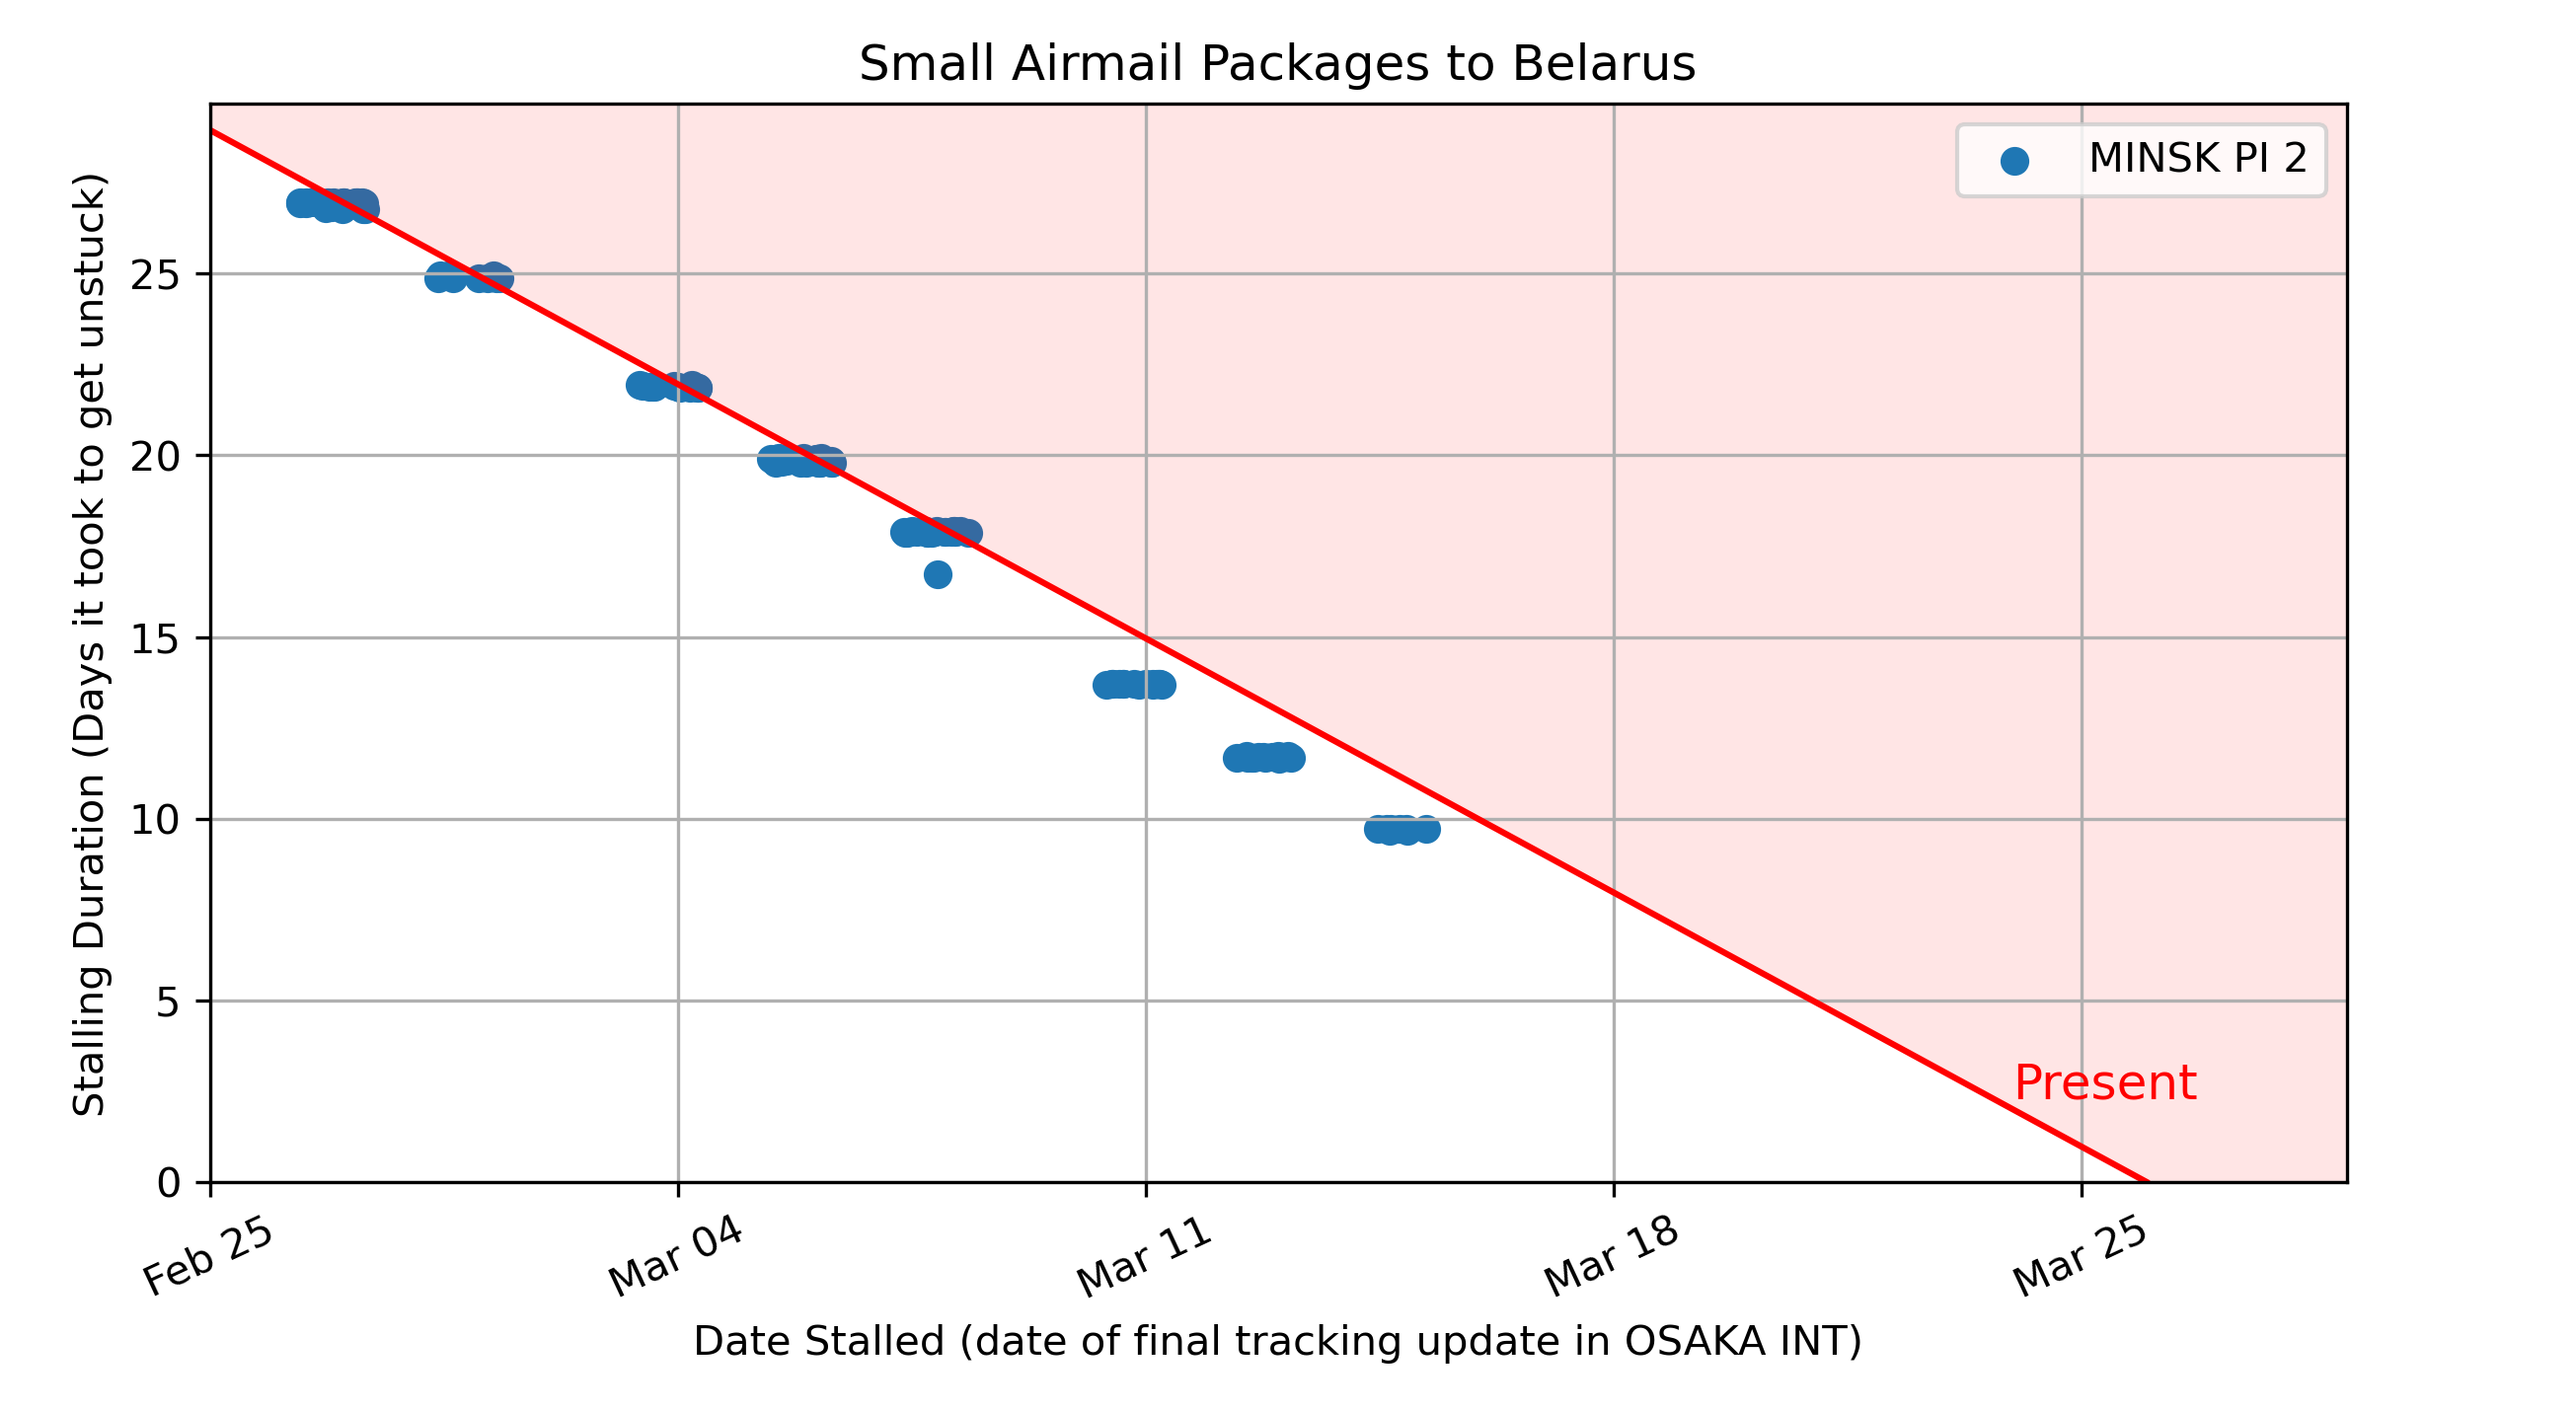 Small Airmail Packages to Belarus
MINSK PI 2
Stalling Duration (Days it took to get unstuck)
25
20
15
10
5
0
Present
Feb 25
Mar 04
Mar 11
Mar 18
Mar 25
Date Stalled (date of final tracking update in OSAKA INT)